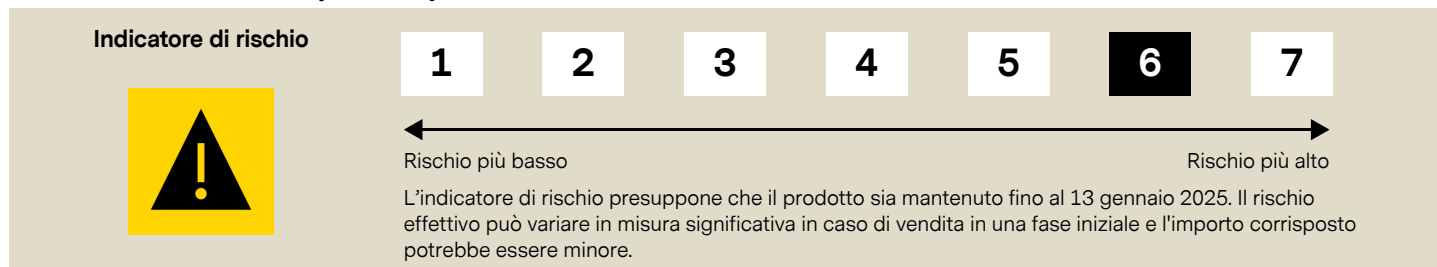 Indicatore di rischio
1 2 3 4 5 6 7
Rischio più basso Rischio più alto
L'indicatore di rischio presuppone che il prodotto sia mantenuto fino al 13 gennaio 2025. Il rischio
effettivo può variare in misura significativa in caso di vendita in una fase iniziale e l'importo corrisposto
potrebbe essere minore.